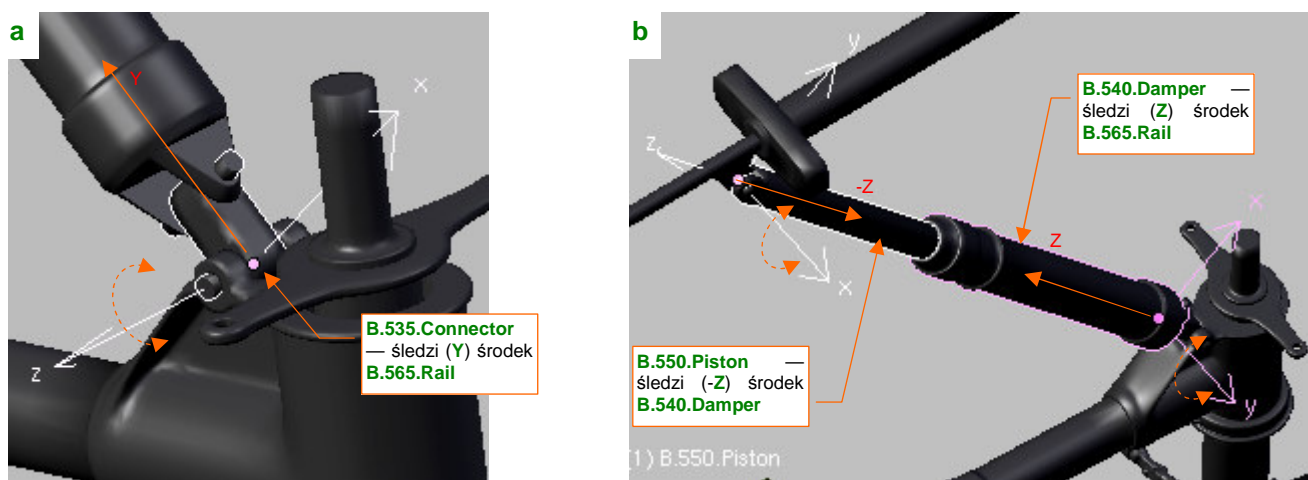 a
Y
x
z
B.535.Connector
— śledzi (Y) środek
B.565.Rail
b
y
z
-Z
x
Z
x
y
B.540.Damper —
śledzi (Z) środek
B.565.Rail
B.550.Piston —
śledzi (-Z) środek
B.540.Damper
(1) B.550.Piston